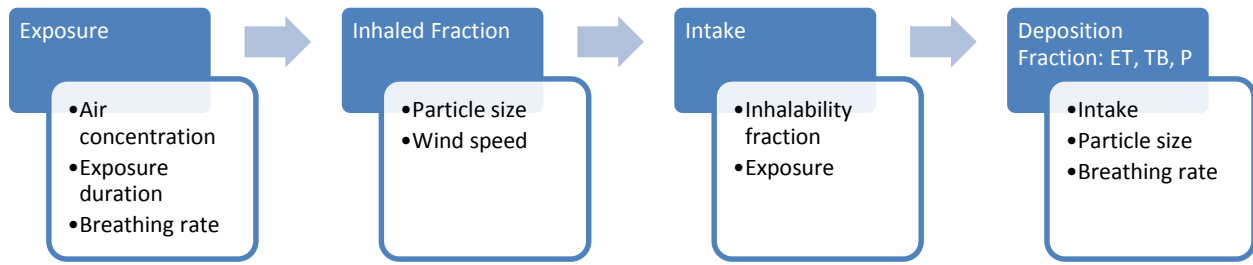 Exposure
•Air
concentration
•Exposure
duration
•Breathing rate
Inhaled Fraction
•Particle size
•Wind speed
Intake
•Inhalability
fraction
•Exposure
Deposition
Fraction: ET, TB, P
•Intake
•Particle size
•Breathing rate